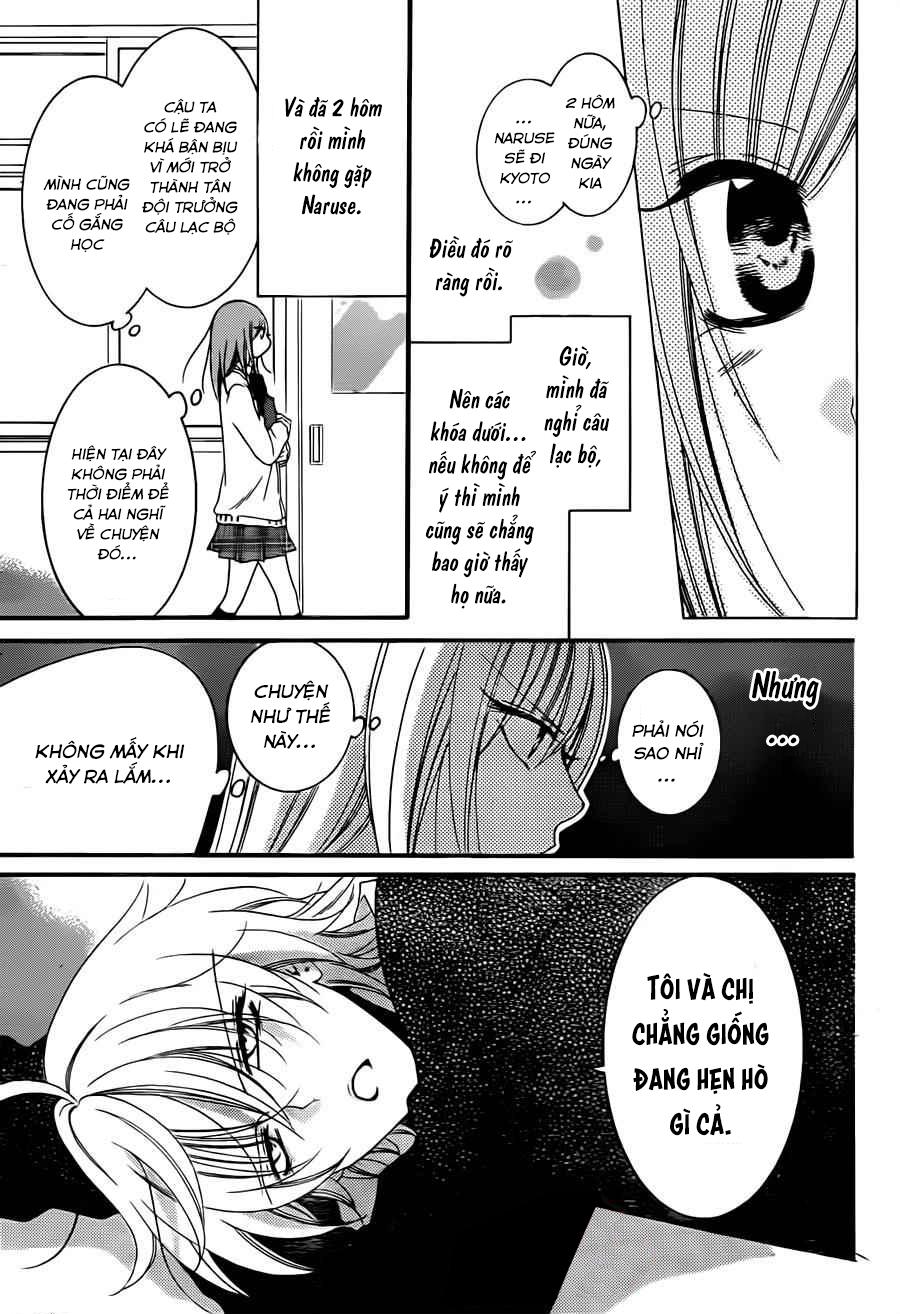 2 HÔM
NỮA,
ĐÚNG
NGÀY
KIA
...
NARUSE
SẼ ĐI
KYOTO
...
Điều đó rõ
ràng rồi.
Giờ,
mình đã
nghỉ câu
lạc bộ,
Nên các
khóa dưới...
nếu không để
ý thì mình
cũng sẽ chẳng
bao giờ thấy
họ nữa.
Và đã 2 hôm
rồi mình
không gặp
Naruse.
CẬU TA
CÓ LẼ ĐANG
KHÁ BẬN BỊU
VÌ MỚI TRỞ
THÀNH TÂN
ĐỘI TRƯỞNG
CÂU LẠC BỘ
MÌNH CŨNG
ĐANG PHẢI
CỐ GẮNG
HỌC
HIỆN TẠI ĐÂY
KHÔNG PHẢI
THỜI ĐIỂM ĐỂ
CẢ HAI NGHĨ
VỀ CHUYỆN
ĐÓ...
Nhưng
...
PHẢI NÓI
SAO NHỈ
...
CHUYỆN
NHƯ THẾ
NÀY...
KHÔNG MẤY KHI
XẢY RA LẮM...
TÔI VÀ CHỊ
CHẲNG GIỐNG
ĐANG HẸN HÒ
GÌ CẢ.